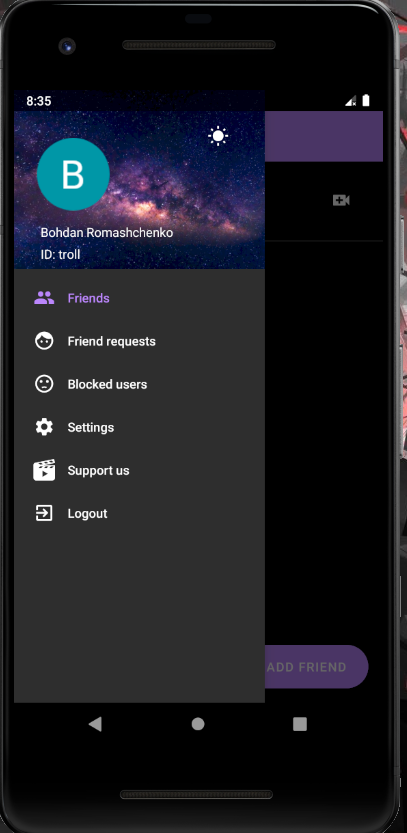 8:35
B
Bohdan Romashchenko
ID: troll
Friends
Friend requests
Blocked users
Settings
Support us
Logout
ADD FRIEND